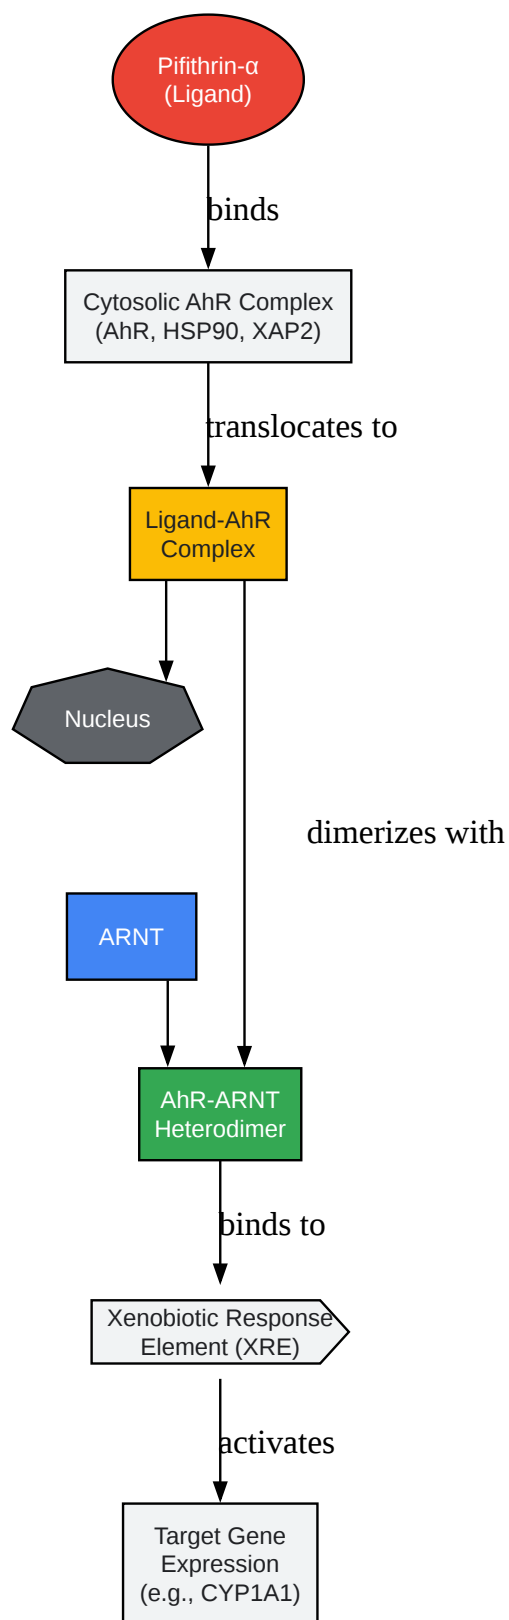 Pifithrin-α
(Ligand)
binds
Cytosolic AhR Complex
(AhR, HSP90, XAP2)
translocates to
Ligand-AhR
Complex
Nucleus
dimerizes with
ARNT
AhR-ARNT
Heterodimer
binds to
Xenobiotic Response
Element (XRE)
activates
Target Gene
Expression
(e.g., CYP1A1)